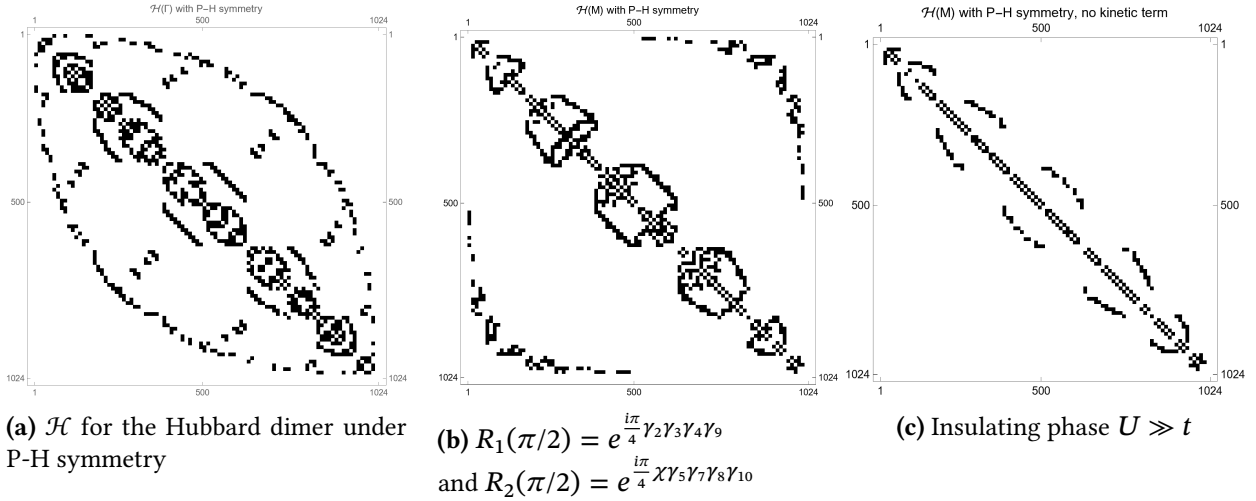 ℋ(Γ) with P−H symmetry
1 500 1024
1
500
1024
1 500 1024
ℋ(M) with P−H symmetry
1 500 1024
1 1
500 500
1024 1024
1 500 1024
ℋ(M) with P−H symmetry, no kinetic term
1 500 1024
1 1
500 500
1024 1024
1 500 1024
(a) ℋ for the Hubbard dimer under
P-H symmetry
(b) R₁(π/2) = e^{iπ/4 γ₂γ₃γ₄γ₉}
and R₂(π/2) = e^{iπ/4 χγ₅γ₇γ₈γ₁₀}
(c) Insulating phase U ≫ t